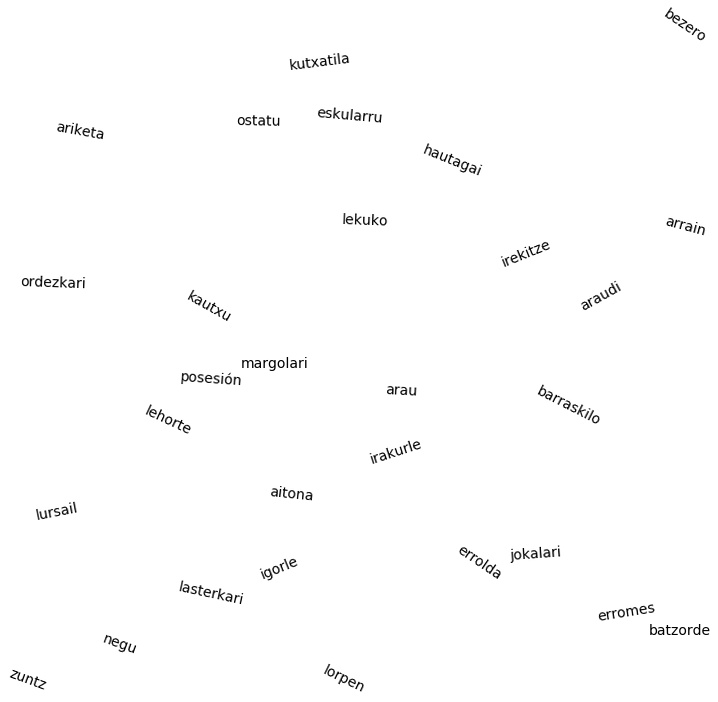 bezero
kutxatila
eskularru
ostatu
ariketa
hautagai
lekuko
arrain
irekitze
ordezkari
araudi
kautxu
margolari
posesión
arau
barraskilo
lehorte
irakurle
aitona
lursail
jokalari
errolda
igorle
lasterkari
erromes
batzorde
negu
lorpen
zuntz